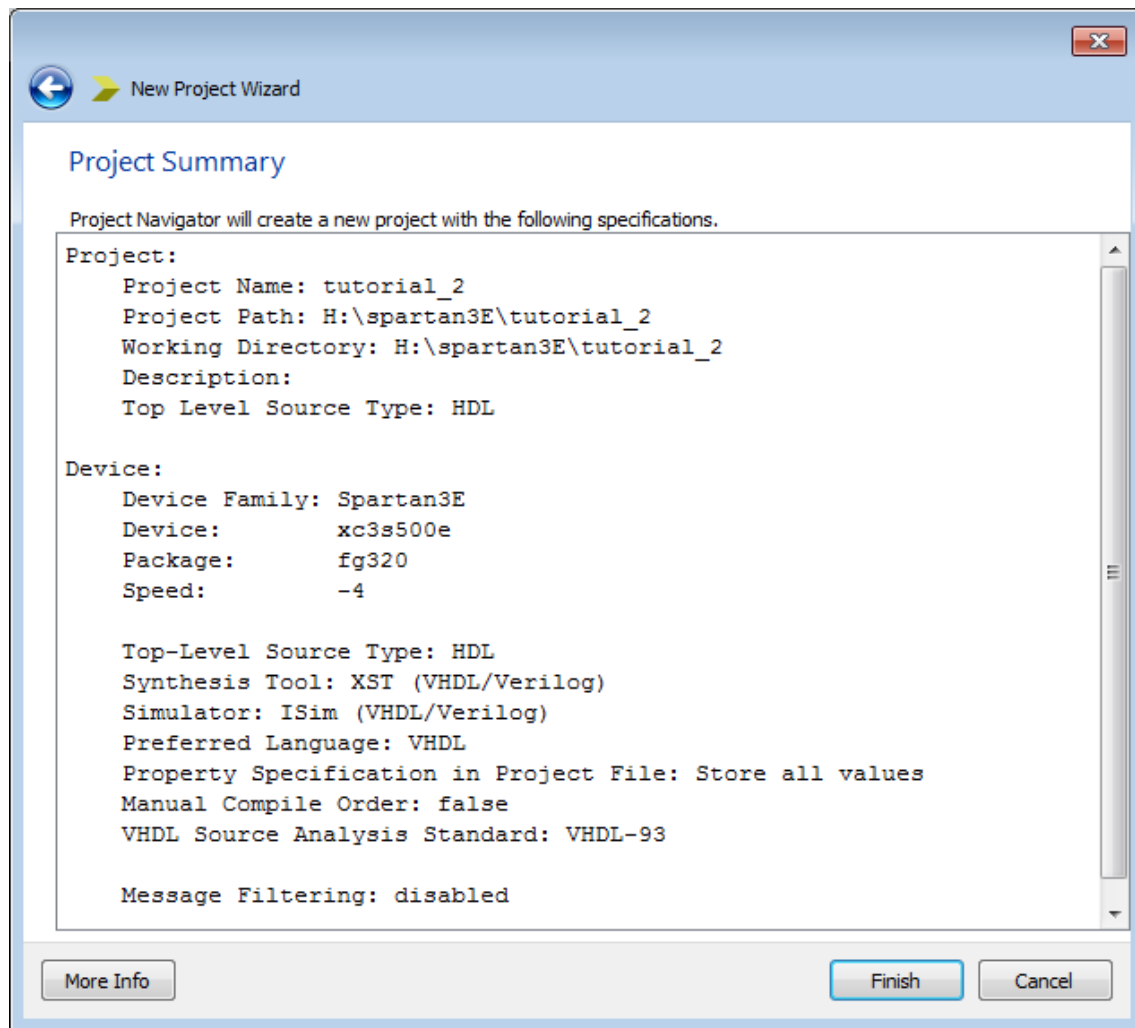 New Project Wizard
Project Summary
Project Navigator will create a new project with the following specifications.
Project:
    Project Name: tutorial_2
    Project Path: H:\spartan3E\tutorial_2
    Working Directory: H:\spartan3E\tutorial_2
    Description:
    Top Level Source Type: HDL

Device:
    Device Family: Spartan3E
    Device:        xc3s500e
    Package:       fg320
    Speed:         -4

    Top-Level Source Type: HDL
    Synthesis Tool: XST (VHDL/Verilog)
    Simulator: ISim (VHDL/Verilog)
    Preferred Language: VHDL
    Property Specification in Project File: Store all values
    Manual Compile Order: false
    VHDL Source Analysis Standard: VHDL-93

    Message Filtering: disabled
More Info Finish Cancel